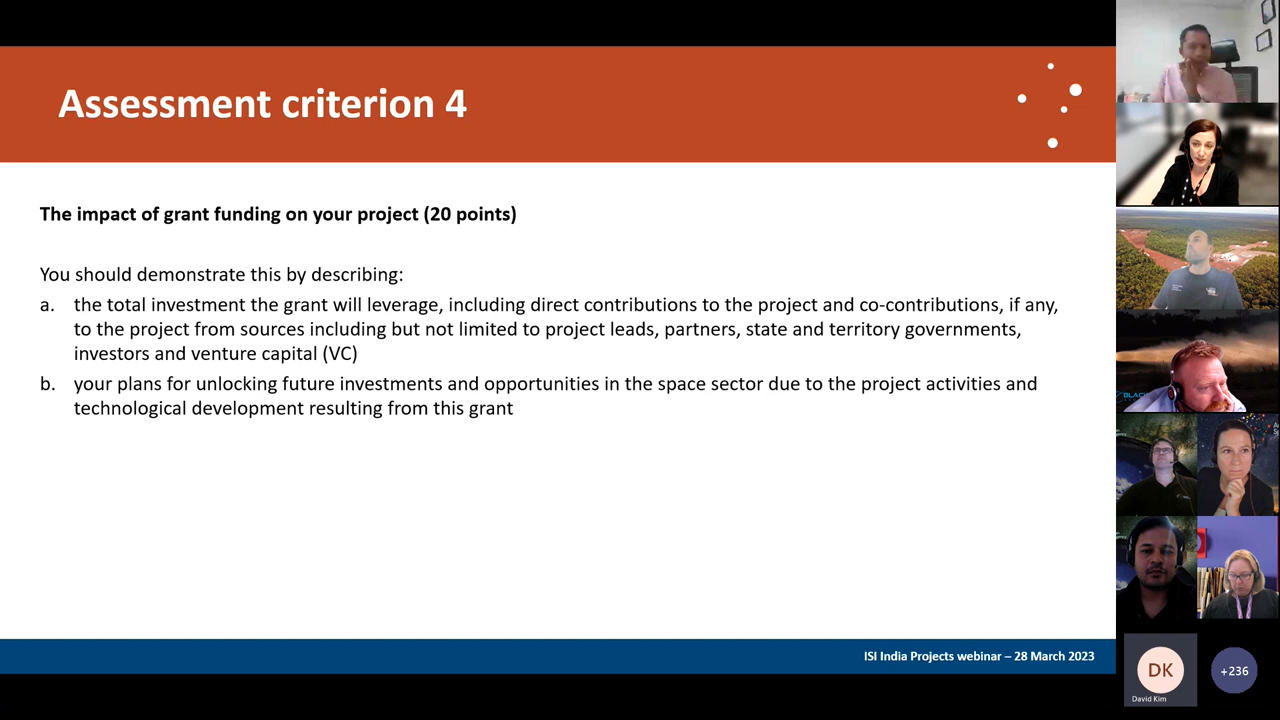 Assessment criterion 4
The impact of grant funding on your project (20 points)
You should demonstrate this by describing:
a. the total investment the grant will leverage, including direct contributions to the project and co-contributions, if any,
to the project from sources including but not limited to project leads, partners, state and territory governments,
investors and venture capital (VC)
b. your plans for unlocking future investments and opportunities in the space sector due to the project activities and
technological development resulting from this grant
ISI India Projects webinar – 28 March 2023
BLACK
DK
David Kim
+236